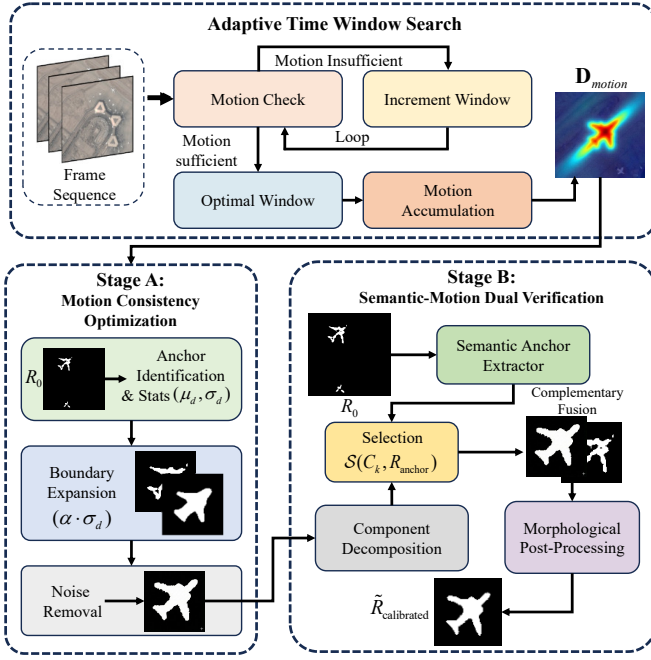 Adaptive Time Window Search
Motion Insufficient
Motion Check
Increment Window
Loop
D_motion
Motion
sufficient
Frame
Sequence
Optimal Window
Motion
Accumulation
Stage A:
Motion Consistency
Optimization
R_0
Anchor
Identification
& Stats (μ_d, σ_d)
Boundary
Expansion
(α · σ_d)
Noise
Removal
Stage B:
Semantic-Motion Dual Verification
Semantic Anchor
Extractor
R_0
Complementary
Fusion
Selection
S(C_k, R_anchor)
Component
Decomposition
Morphological
Post-Processing
R̃_calibrated